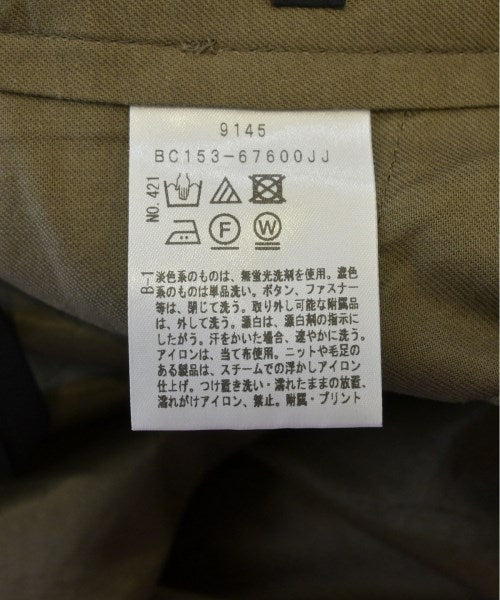 9145
BC153-67600JJ
NO.421
F
W
B-1
淡色系のものは、無蛍光洗剤を使用。濃色
系のものは単品洗い。ボタン、ファスナー
等は、閉じて洗う。取り外し可能な附属品
は、外して洗う。漂白は、漂白剤の指示に
したがう。汗をかいた場合、速やかに洗う。
アイロンは、当て布使用。ニットや毛足の
ある製品は、スチームでの浮かしアイロン
仕上げ。つけ置き洗い・濡れたままの放置、
濡れがけアイロン、禁止。附属・プリント